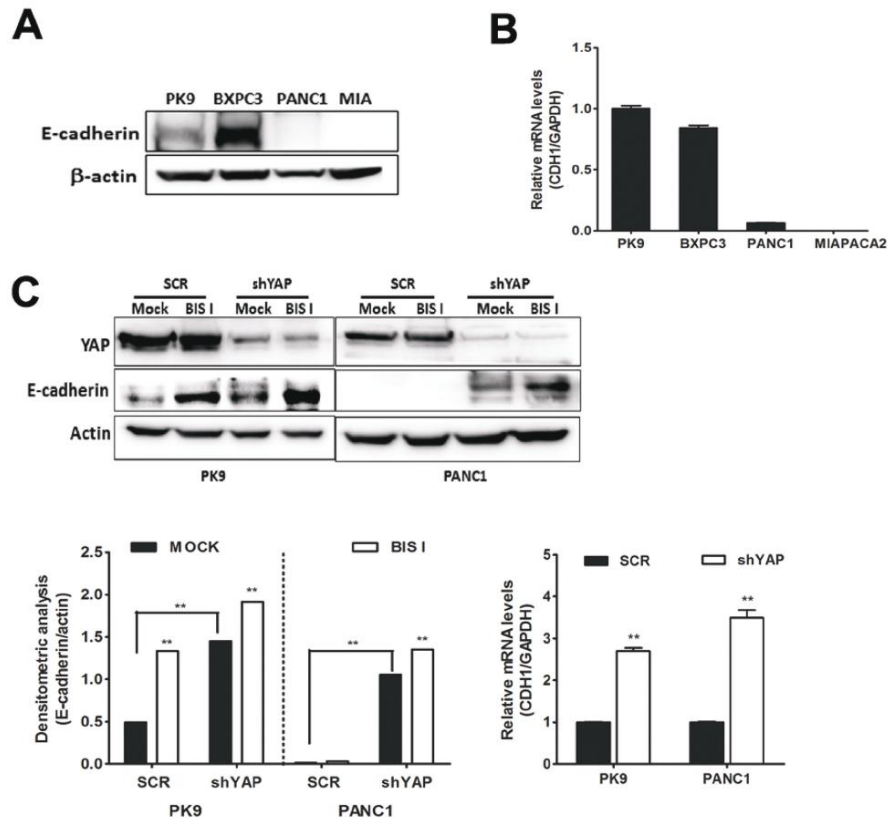 A
PK9 BXPC3 PANC1 MIA
E-cadherin
β-actin
B
Relative mRNA levels
(CDH1/GAPDH)
1.5
1.0
0.5
0.0
PK9 BXPC3 PANC1 MIAPACA2
C
SCR shYAP SCR shYAP
Mock BIS I Mock BIS I Mock BIS I Mock BIS I
YAP
E-cadherin
Actin
PK9 PANC1
MOCK BIS I
Densitometric analysis
(E-cadherin/actin)
2.5
2.0
1.5
1.0
0.5
0.0
** ** ** ** **
SCR shYAP SCR shYAP
PK9 PANC1
SCR shYAP
Relative mRNA levels
(CDH1/GAPDH)
5
4
3
2
1
0
** **
PK9 PANC1